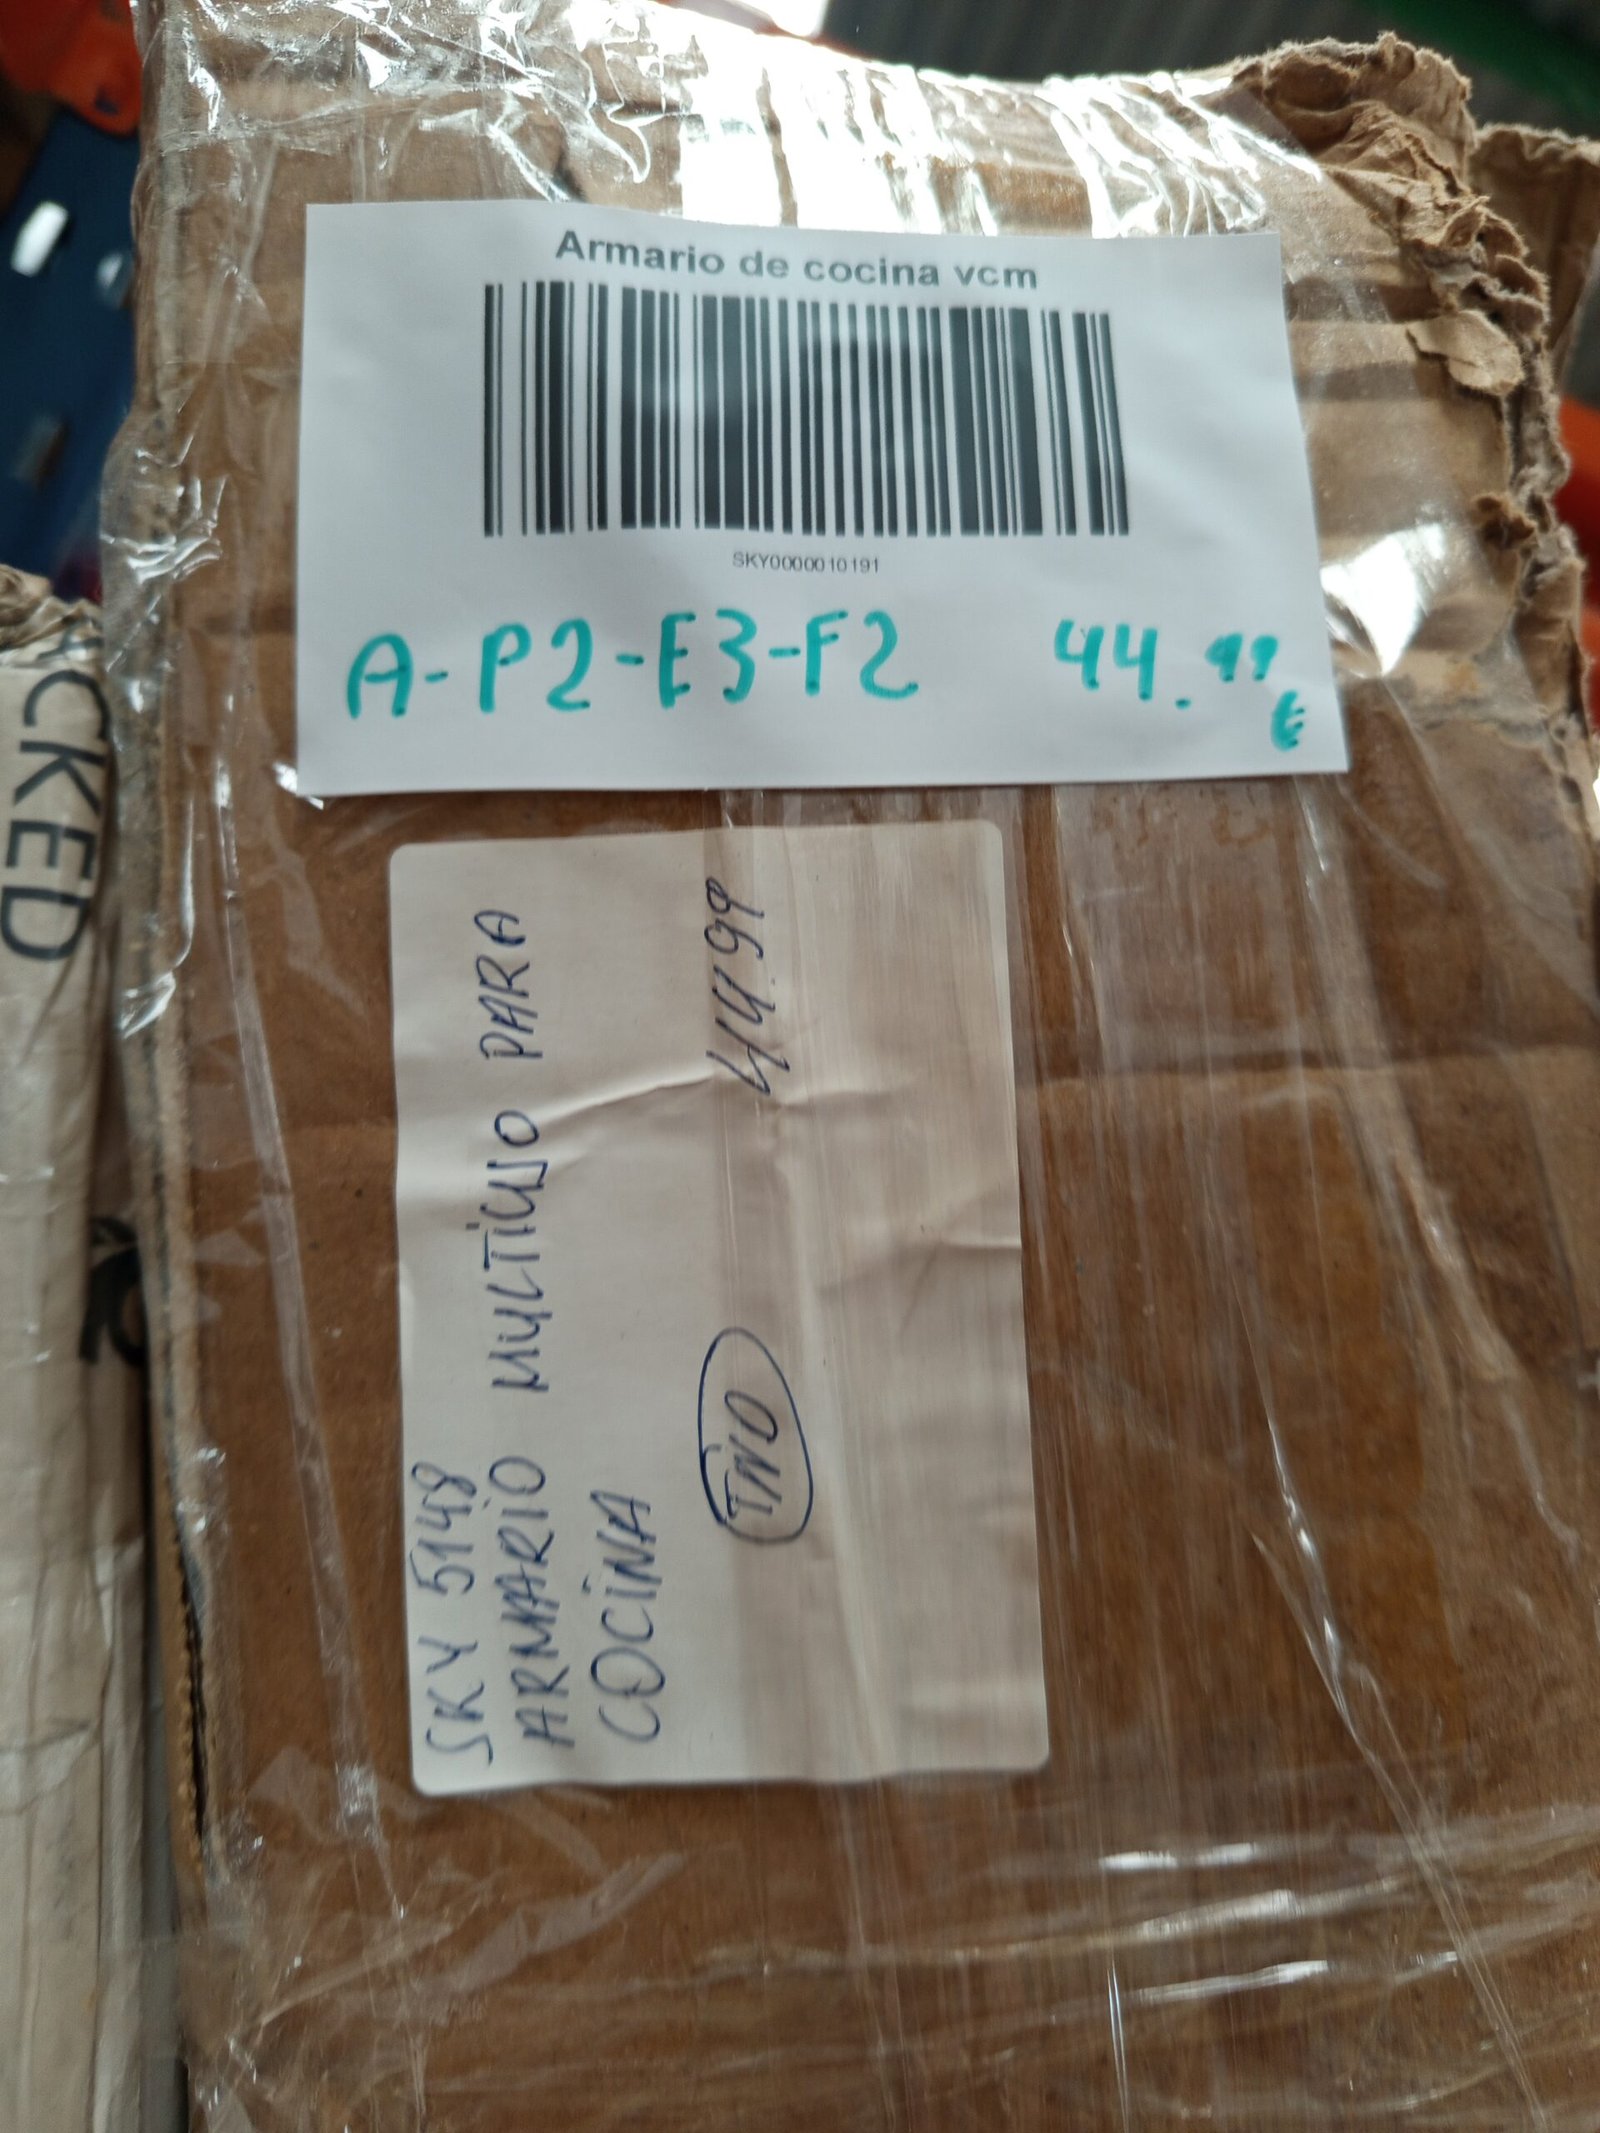 Armario de cocina vcm
SKY0000010191
A-P2-E3-F2 44.99 €
SKY 5148
ARMARIO MULTIUSO PARA
COCINA
TINO 44.99
CKED
R